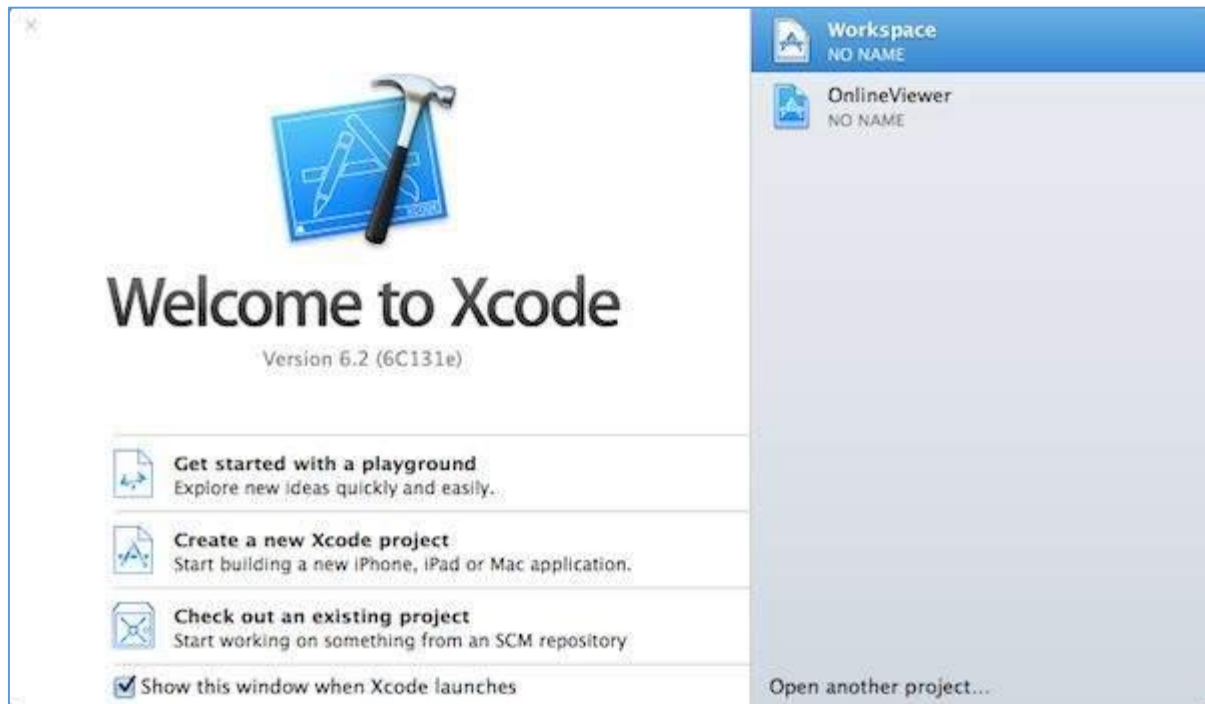 Welcome to Xcode
Version 6.2 (6C131e)
Get started with a playground
Explore new ideas quickly and easily.
Create a new Xcode project
Start building a new iPhone, iPad or Mac application.
Check out an existing project
Start working on something from an SCM repository
Show this window when Xcode launches
Workspace
NO NAME
OnlineViewer
NO NAME
Open another project...